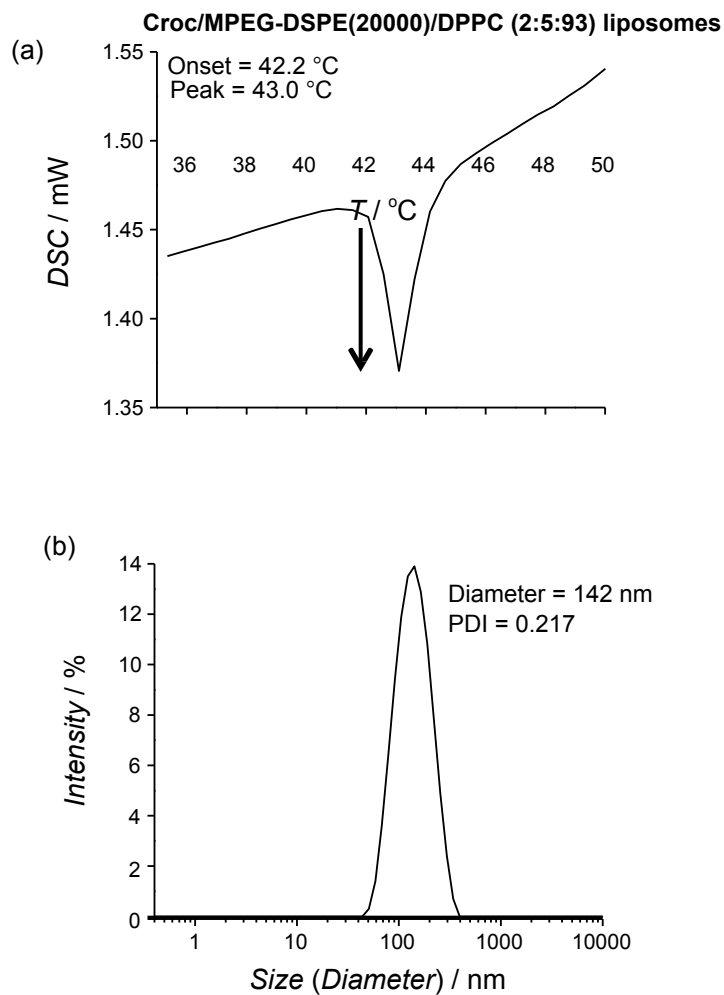 Croc/MPEG-DSPE(20000)/DPPC (2:5:93) liposomes
(a)
Onset = 42.2 °C
Peak = 43.0 °C
1.55
1.50
1.45
1.40
1.35
DSC / mW
36 38 40 42 44 46 48 50
T / °C
(b)
Diameter = 142 nm
PDI = 0.217
14
12
10
8
6
4
2
0
Intensity / %
1 10 100 1000 10000
Size (Diameter) / nm